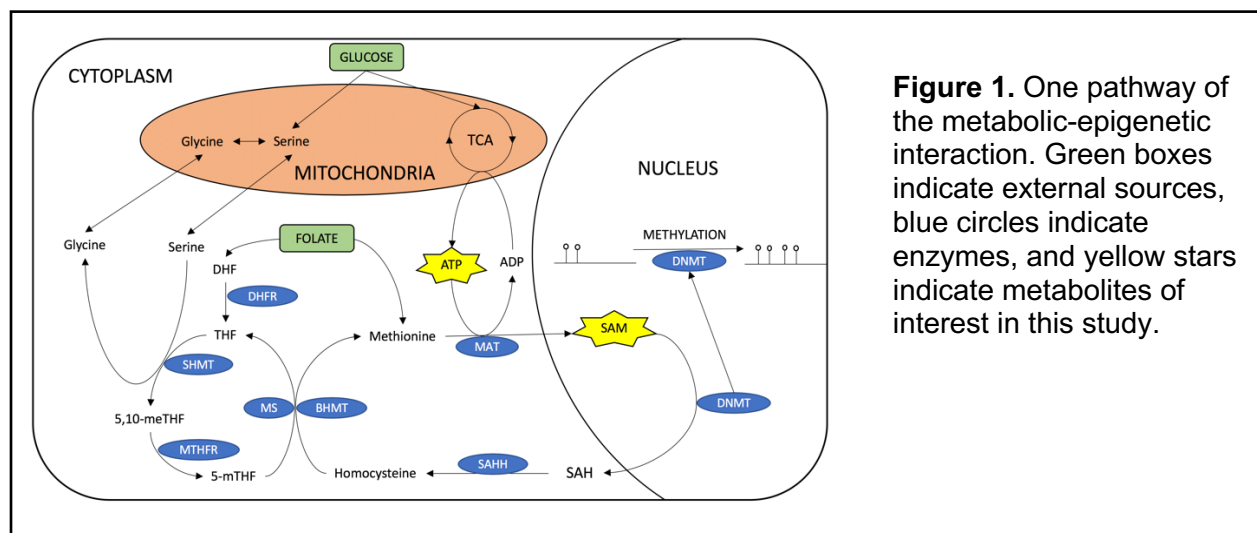 GLUCOSE
CYTOPLASM
TCA
Glycine
Serine
MITOCHONDRIA
NUCLEUS
Glycine
Serine
FOLATE
METHYLATION
DHF
ATP
ADP
DNMT
DHFR
THF
Methionine
SAM
MAT
SHMT
5,10-meTHF
MS
BHMT
DNMT
MTHFR
5-mTHF
Homocysteine
SAHH
SAH
Figure 1. One pathway of
the metabolic-epigenetic
interaction. Green boxes
indicate external sources,
blue circles indicate
enzymes, and yellow stars
indicate metabolites of
interest in this study.